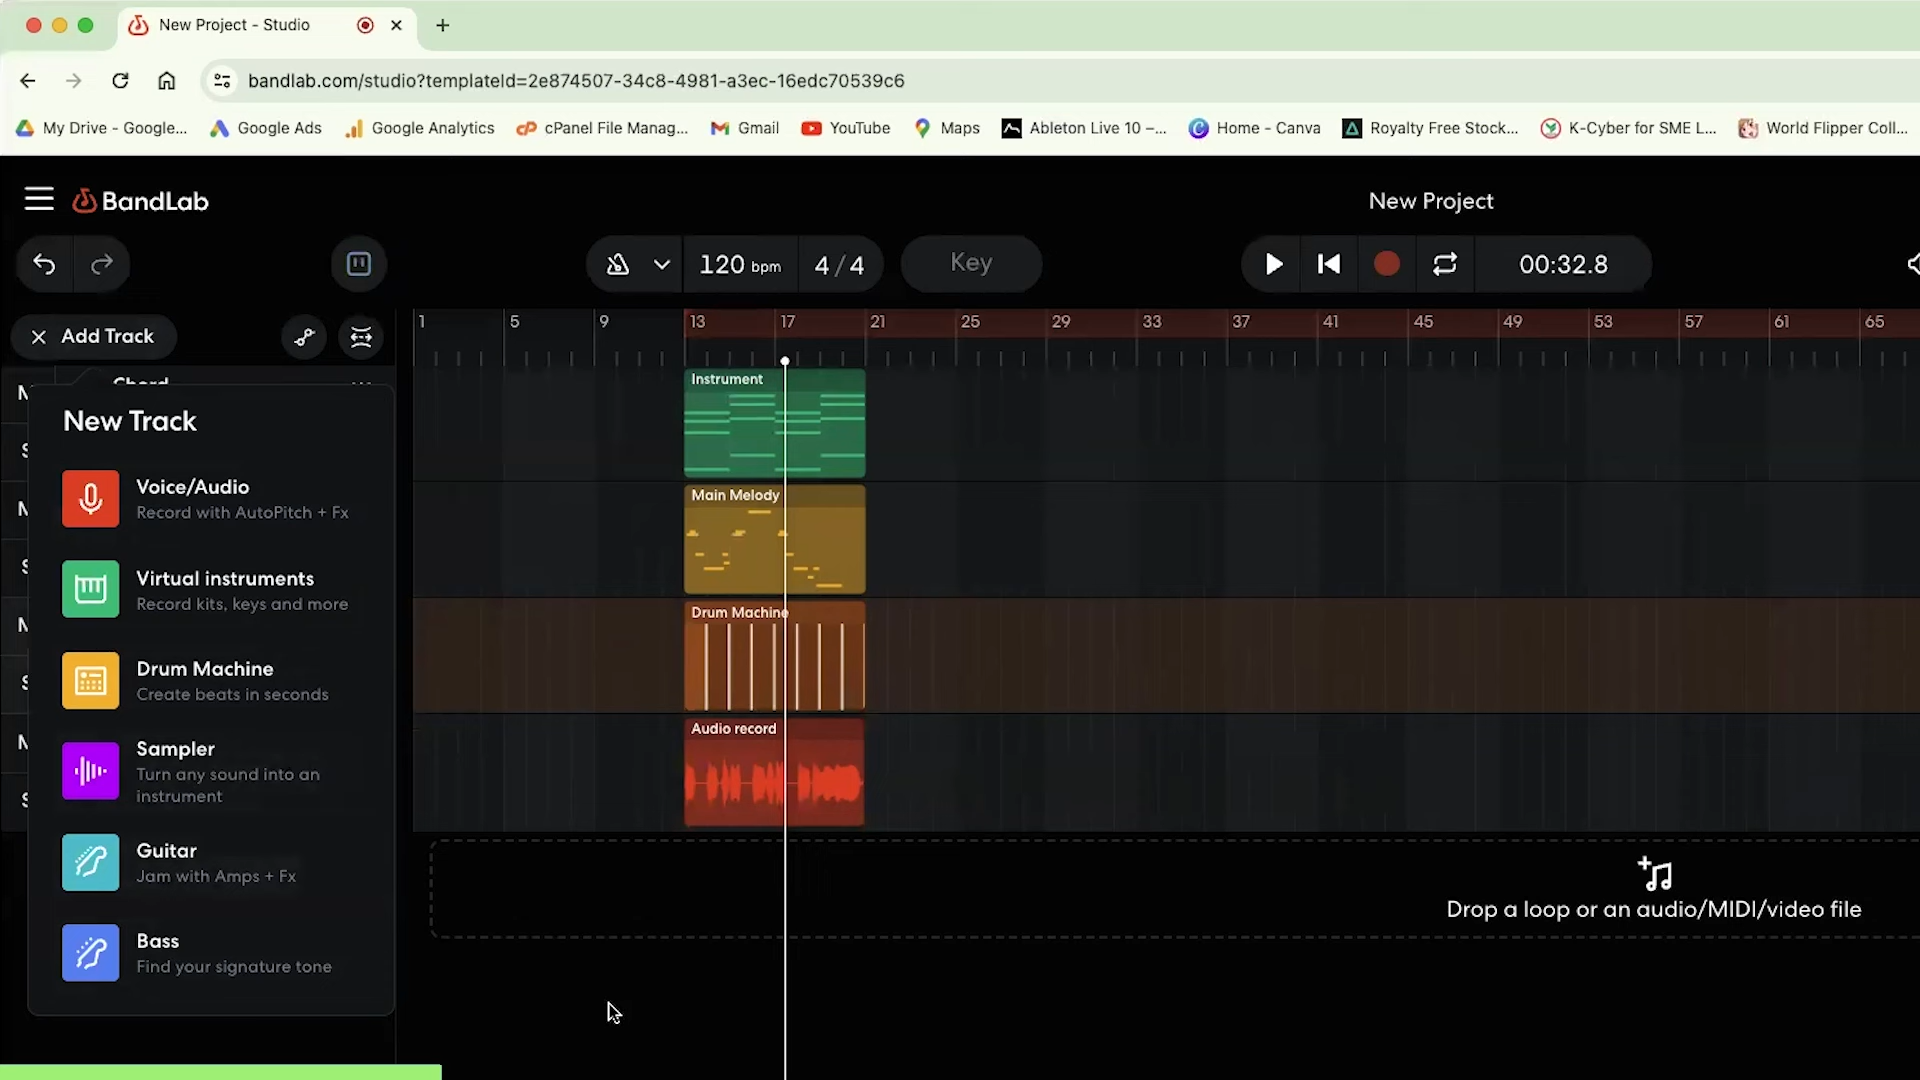 New Project - Studio
bandlab.com/studio?templateId=2e874507-34c8-4981-a3ec-16edc70539c6
My Drive - Google...
Google Ads
Google Analytics
cPanel File Manag...
Gmail
YouTube
Maps
Ableton Live 10 –...
Home - Canva
Royalty Free Stock...
K-Cyber for SME L...
World Flipper Coll...
BandLab
New Project
120 bpm
4 / 4
Key
00:32.8
Add Track
1 5 9 13 17 21 25 29 33 37 41 45 49 53 57 61 65
Chord
New Track
Voice/Audio
Record with AutoPitch + Fx
Virtual instruments
Record kits, keys and more
Drum Machine
Create beats in seconds
Sampler
Turn any sound into an
instrument
Guitar
Jam with Amps + Fx
Bass
Find your signature tone
Instrument
Main Melody
Drum Machine
Audio record
Drop a loop or an audio/MIDI/video file